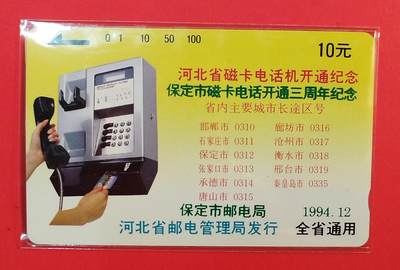 0 1 10 50 100
10元
河北省磁卡电话机开通纪念
保定市磁卡电话开通三周年纪念
省内主要城市长途区号
邯郸市 0310 廊坊市 0316
石家庄市 0311 沧州市 0317
保定市 0312 衡水市 0318
张家口市 0313 邢台市 0319
承德市 0314 秦皇岛市 0335
唐山市 0315
保定市邮电局 1994.12
河北省邮电管理局发行 全省通用